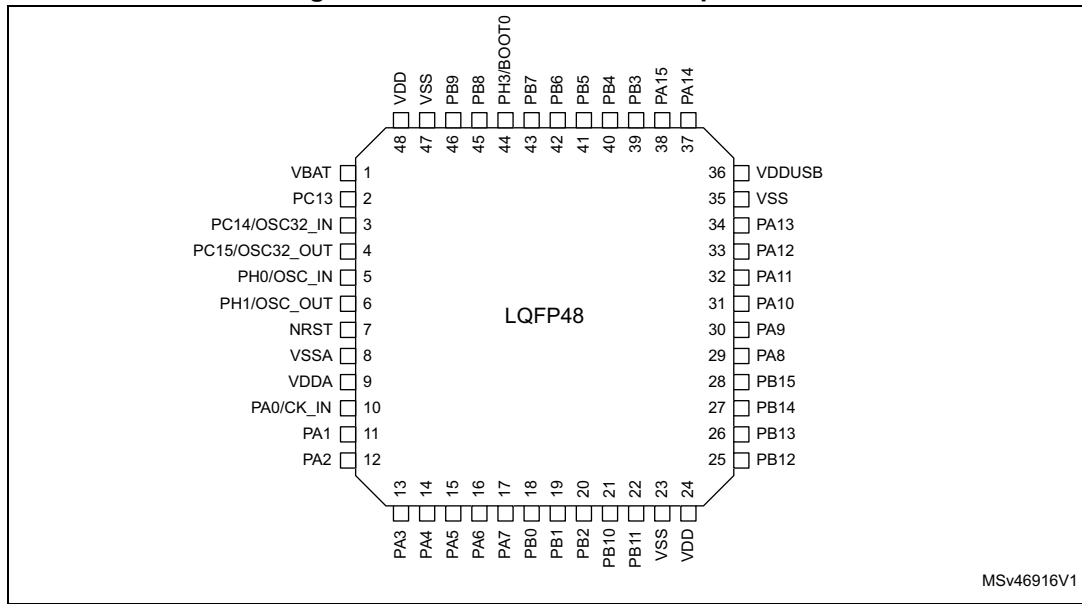 VDD
VSS
PB9
PB8
PH3/BOOT0
PB7
PB6
PB5
PB4
PB3
PA15
PA14
48
47
46
45
44
43
42
41
40
39
38
37
VBAT 1
PC13 2
PC14/OSC32_IN 3
PC15/OSC32_OUT 4
PH0/OSC_IN 5
PH1/OSC_OUT 6
NRST 7
VSSA 8
VDDA 9
PA0/CK_IN 10
PA1 11
PA2 12
LQFP48
36 VDDUSB
35 VSS
34 PA13
33 PA12
32 PA11
31 PA10
30 PA9
29 PA8
28 PB15
27 PB14
26 PB13
25 PB12
13
14
15
16
17
18
19
20
21
22
23
24
PA3
PA4
PA5
PA6
PA7
PB0
PB1
PB2
PB10
PB11
VSS
VDD
MSv46916V1